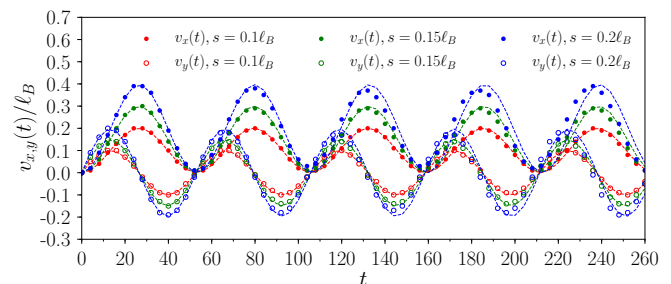 0.7
0.6
0.5
0.4
0.3
0.2
0.1
0.0
-0.1
-0.2
-0.3
v_{x,y}(t)/ℓ_B
v_x(t), s = 0.1ℓ_B
v_x(t), s = 0.15ℓ_B
v_x(t), s = 0.2ℓ_B
v_y(t), s = 0.1ℓ_B
v_y(t), s = 0.15ℓ_B
v_y(t), s = 0.2ℓ_B
0 20 40 60 80 100 120 140 160 180 200 220 240 260
t